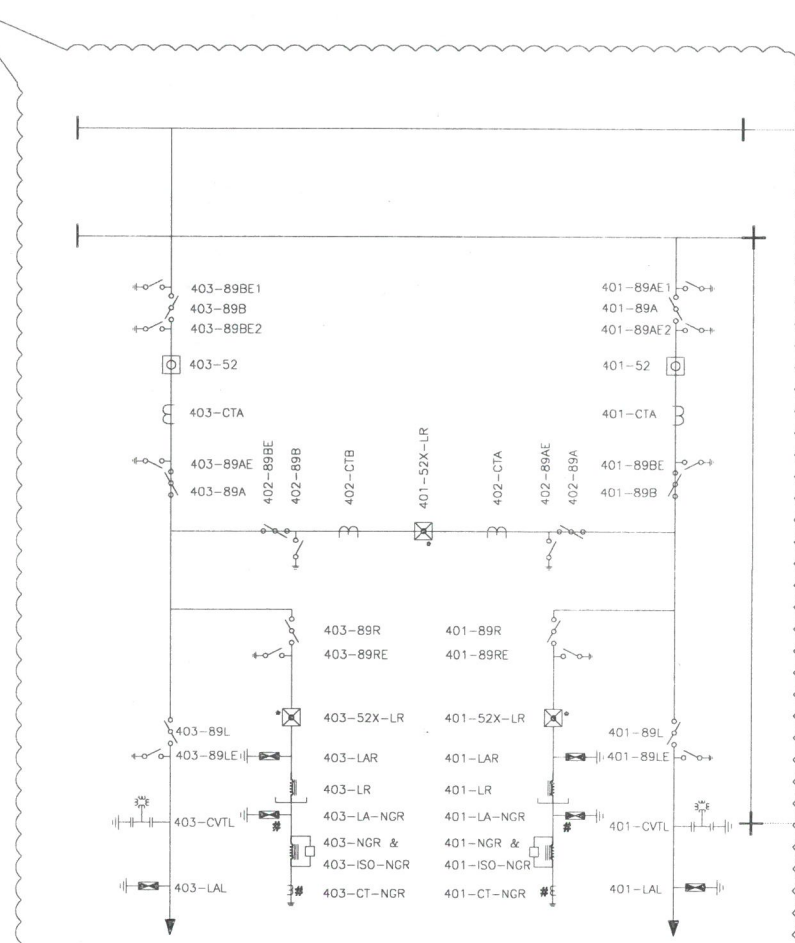 403-89BE1
401-89AE1
403-89B
401-89A
403-89BE2
401-89AE2
403-52
401-52
403-CTA
401-CTA
403-89AE
401-89BE
403-89A
401-89B
402-89BE
402-89B
402-CTB
401-52X-LR
402-CTA
402-89AE
402-89A
*
403-89R
401-89R
403-89RE
401-89RE
* 403-52X-LR
401-52X-LR *
403-89L
401-89L
403-89LE
403-LAR
401-LAR
401-89LE
403-LR
401-LR
403-CVTL
# 403-LA-NGR
401-LA-NGR #
401-CVTL
403-NGR &
401-NGR &
403-ISO-NGR
401-ISO-NGR
403-LAL
# 403-CT-NGR
401-CT-NGR #
401-LAL